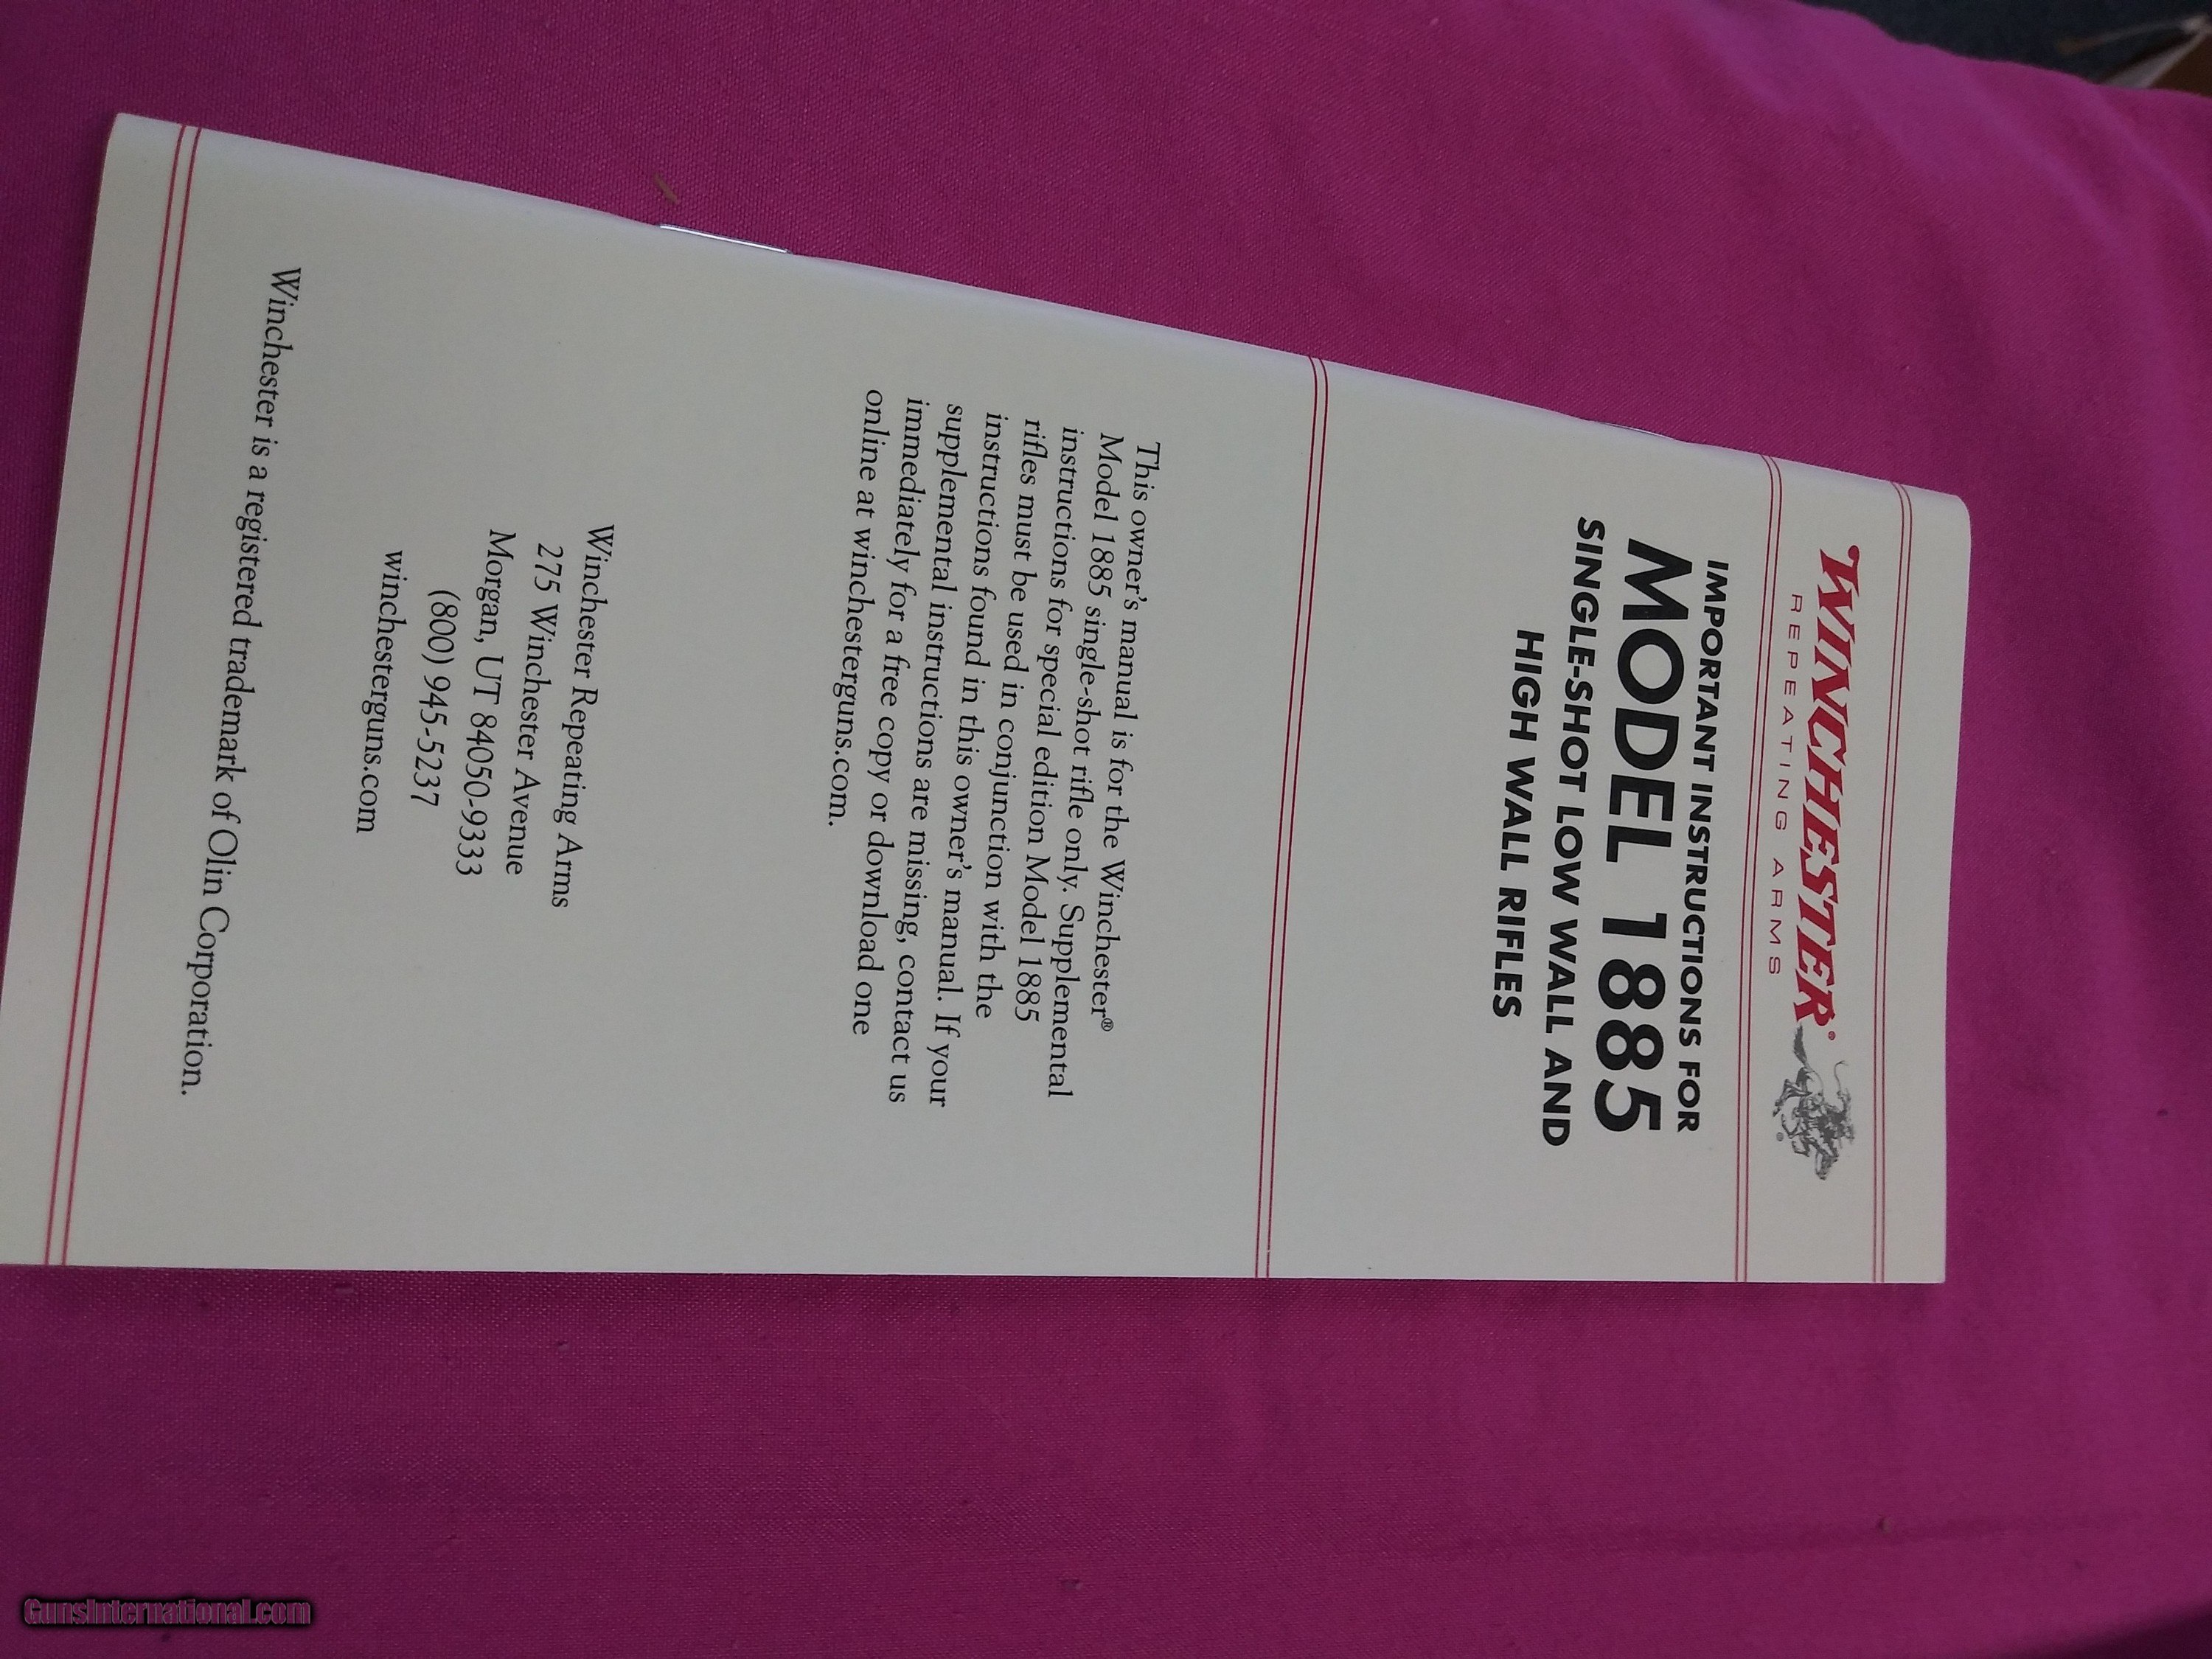 WINCHESTER®
REPEATING ARMS
IMPORTANT INSTRUCTIONS FOR
MODEL 1885
SINGLE-SHOT LOW WALL AND
HIGH WALL RIFLES
This owner's manual is for the Winchester®
Model 1885 single-shot rifle only. Supplemental
instructions for special edition Model 1885
rifles must be used in conjunction with the
instructions found in this owner's manual. If your
supplemental instructions are missing, contact us
immediately for a free copy or download one
online at winchesterguns.com.
Winchester Repeating Arms
275 Winchester Avenue
Morgan, UT 84050-9333
(800) 945-5237
winchesterguns.com
Winchester is a registered trademark of Olin Corporation.
GunsInternational.com